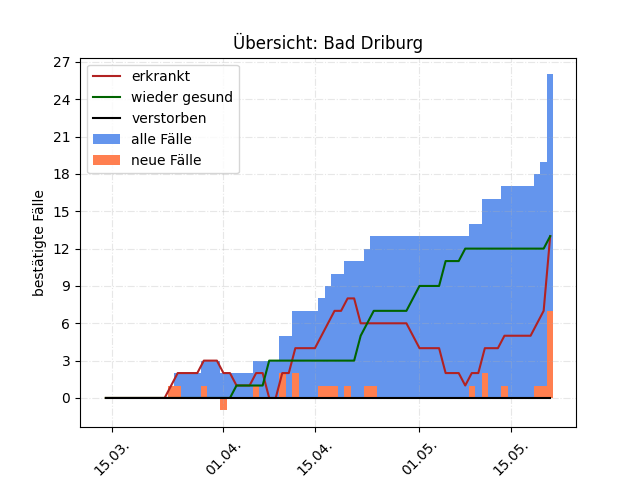 Übersicht: Bad Driburg
erkrankt
wieder gesund
verstorben
alle Fälle
neue Fälle
bestätigte Fälle
27
24
21
18
15
12
9
6
3
0
15.03.
01.04.
15.04.
01.05.
15.05.